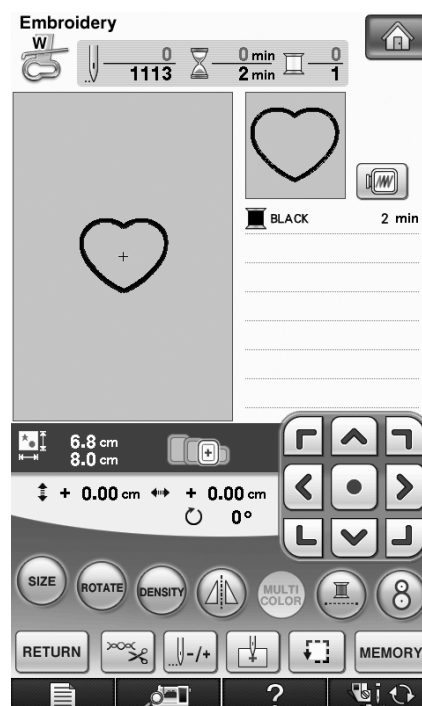 Embroidery
W
0 0 min 0
1113 2 min 1
BLACK 2 min
6.8 cm
8.0 cm
+ 0.00 cm + 0.00 cm
0°
SIZE ROTATE DENSITY MULTI COLOR 8
RETURN -/+ MEMORY
? i